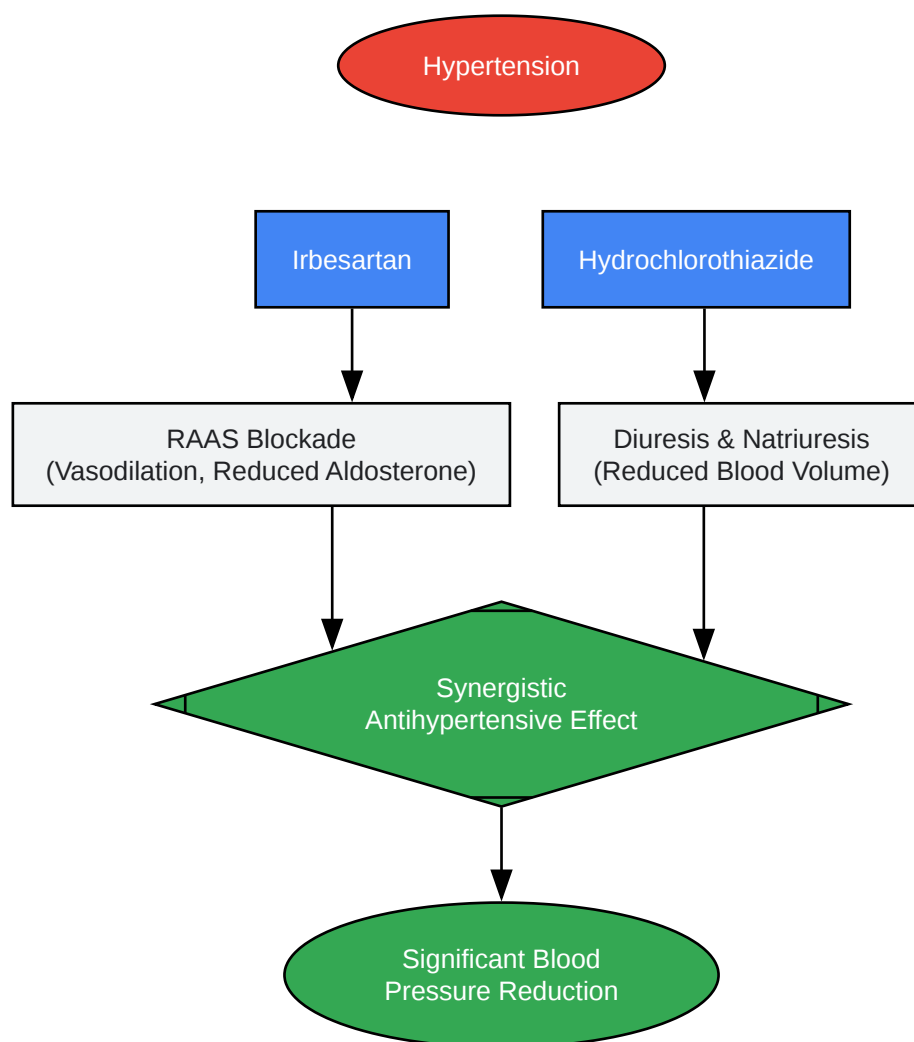 Hypertension
Irbesartan
Hydrochlorothiazide
RAAS Blockade
(Vasodilation, Reduced Aldosterone)
Diuresis & Natriuresis
(Reduced Blood Volume)
Synergistic
Antihypertensive Effect
Significant Blood
Pressure Reduction